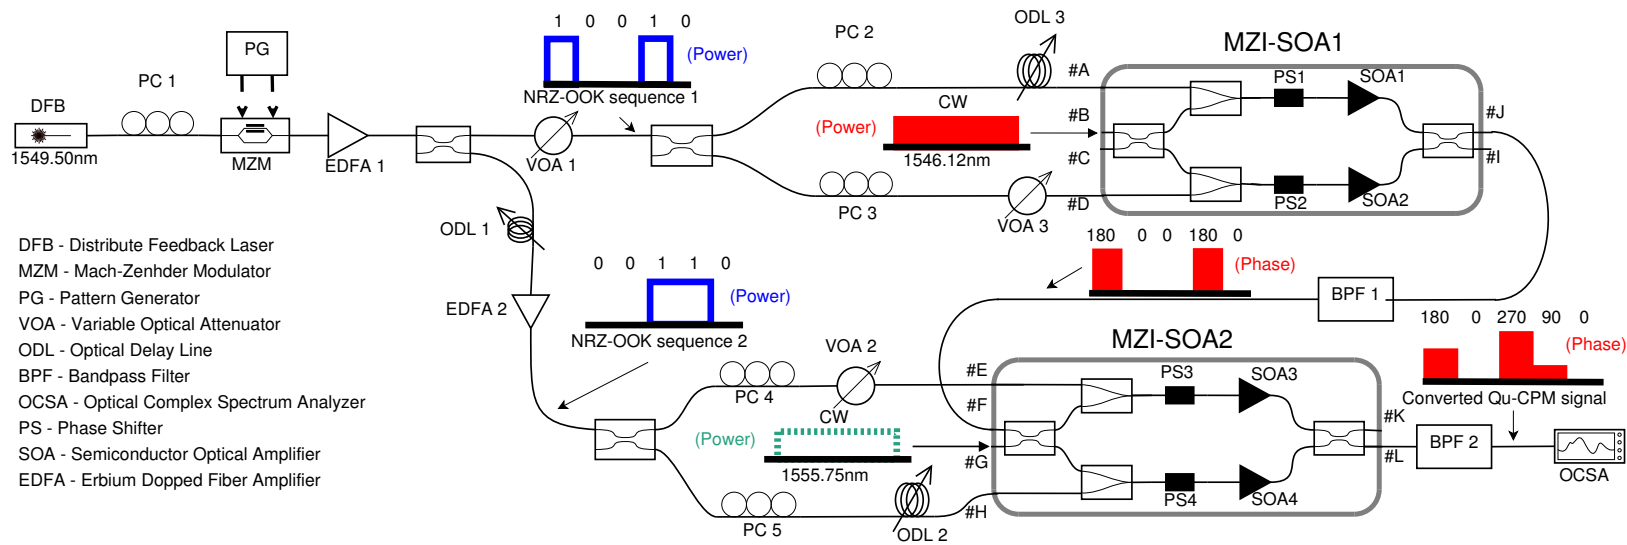 1 0 0 1 0
(Power)
NRZ-OOK sequence 1
PG
PC 1
DFB
1549.50nm
MZM
EDFA 1
VOA 1
PC 2
ODL 3
#A
CW
(Power)
1546.12nm
#B
#C
PC 3
VOA 3
#D
MZI-SOA1
PS1
SOA1
PS2
SOA2
#J
#I
ODL 1
EDFA 2
DFB - Distribute Feedback Laser
MZM - Mach-Zenhder Modulator
PG - Pattern Generator
VOA - Variable Optical Attenuator
ODL - Optical Delay Line
BPF - Bandpass Filter
OCSA - Optical Complex Spectrum Analyzer
PS - Phase Shifter
SOA - Semiconductor Optical Amplifier
EDFA - Erbium Dopped Fiber Amplifier
0 0 1 1 0
(Power)
NRZ-OOK sequence 2
180 0 0 180 0
(Phase)
BPF 1
VOA 2
PC 4
CW
(Power)
1555.75nm
PC 5
ODL 2
#E
#F
#G
#H
MZI-SOA2
PS3
SOA3
PS4
SOA4
#K
#L
180 0 270 90 0
(Phase)
Converted Qu-CPM signal
BPF 2
OCSA